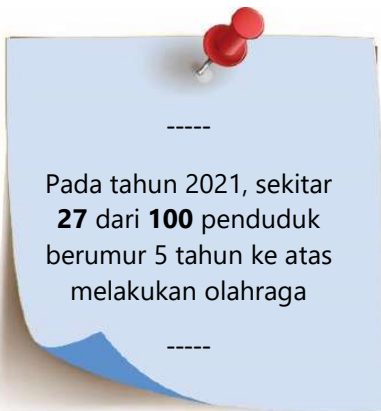 -----
Pada tahun 2021, sekitar
27 dari 100 penduduk
berumur 5 tahun ke atas
melakukan olahraga
-----